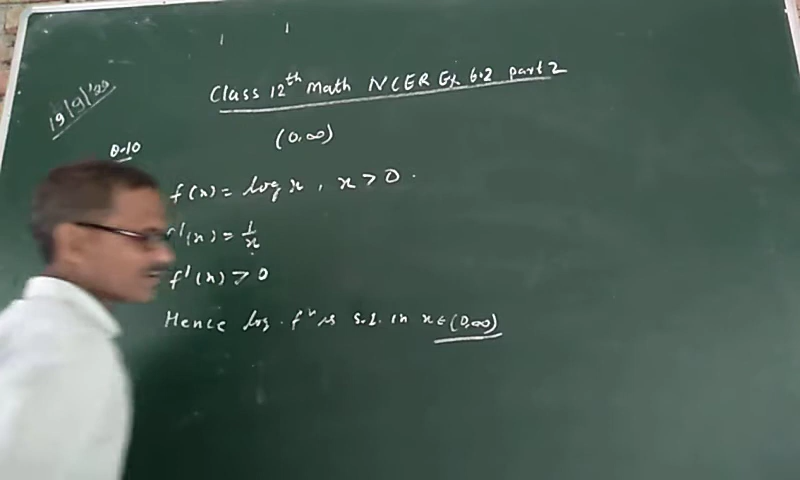 19/9/'20
Class 12th Math NCER Ex 6.2 part 2
(0, ∞)
Q.10
f(x) = log x, x > 0.
f'(x) = 1/x
f'(x) > 0
Hence log. fⁿ is S.I. in x ∈ (0, ∞)